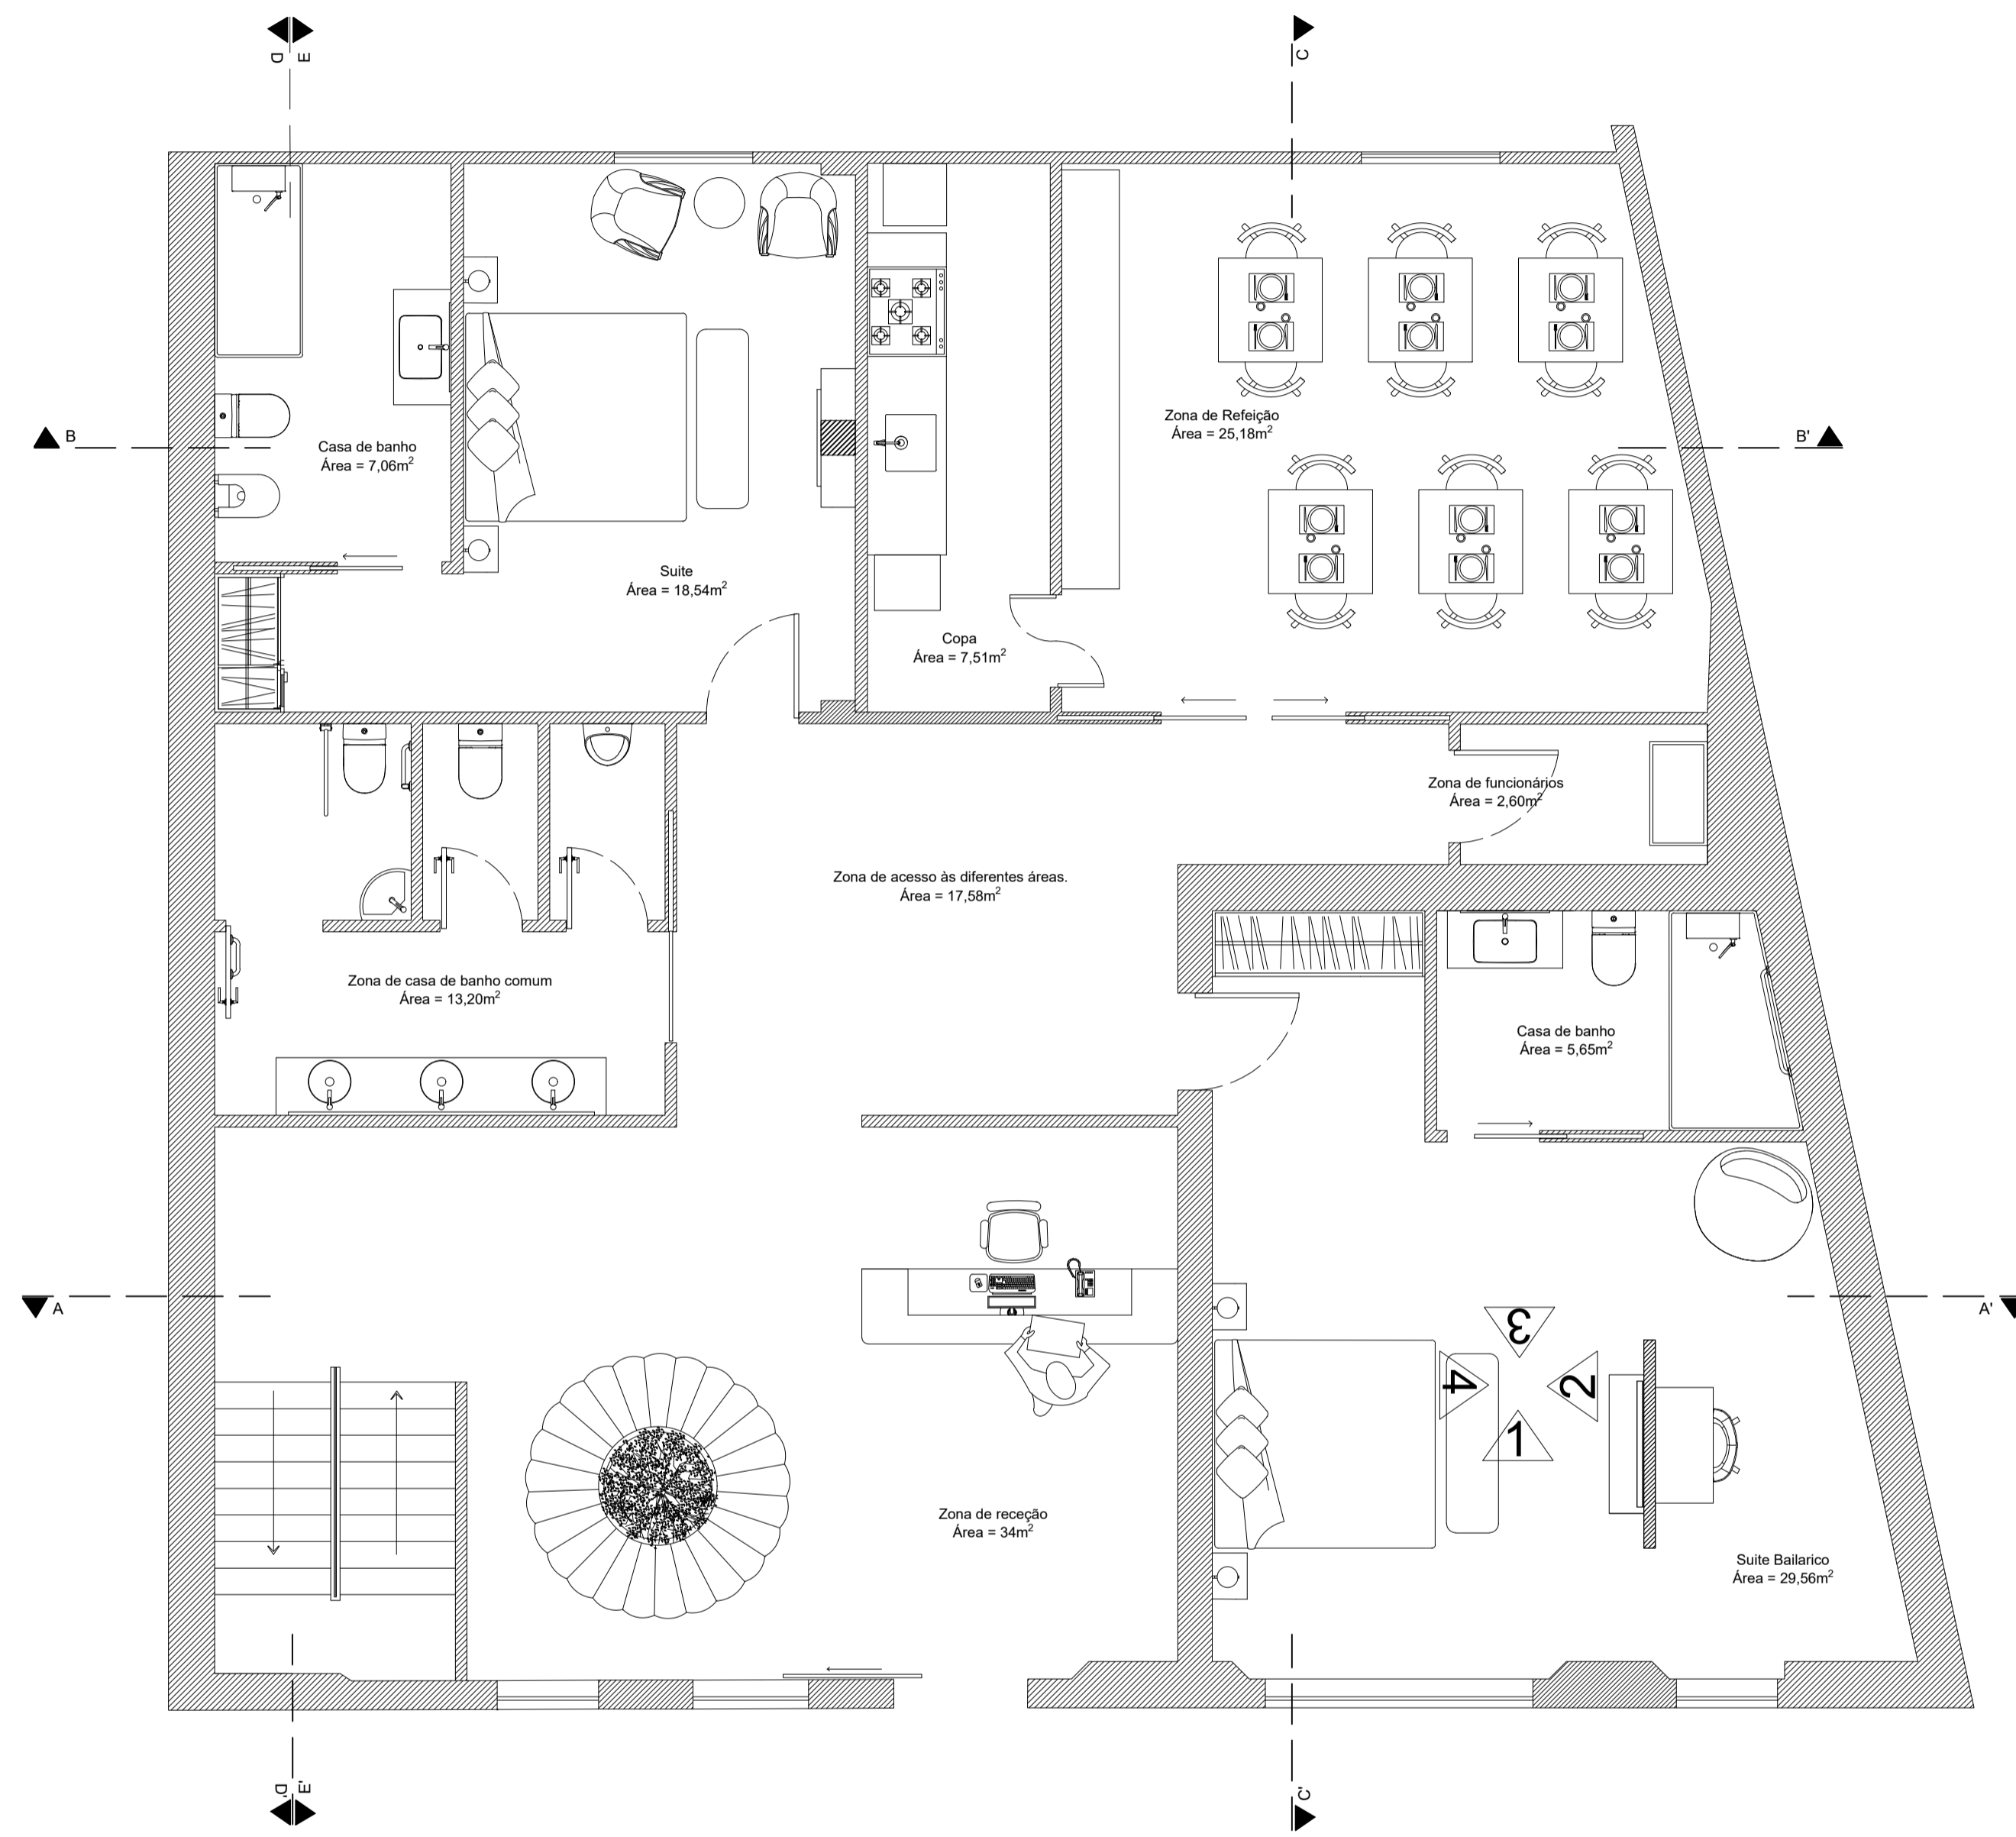 D
E
C
B
Casa de banho
Área = 7,06m²
Zona de Refeição
Área = 25,18m²
B'
Suite
Área = 18,54m²
Copa
Área = 7,51m²
Zona de funcionários
Área = 2,60m²
Zona de acesso às diferentes áreas.
Área = 17,58m²
Zona de casa de banho comum
Área = 13,20m²
Casa de banho
Área = 5,65m²
A
A'
3
4
2
1
Zona de receção
Área = 34m²
Suite Bailarico
Área = 29,56m²
D'
E'
C'